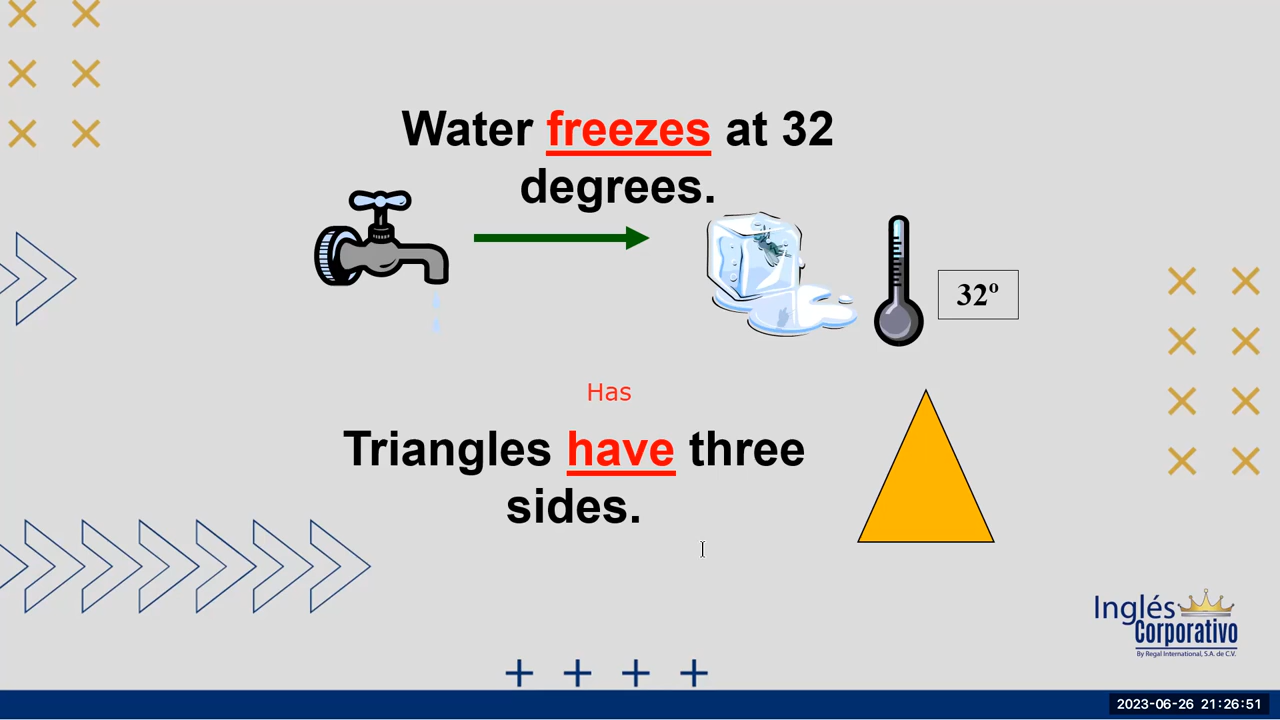 Water freezes at 32
degrees.
32º
Has
Triangles have three
sides.
Inglés
Corporativo
By Regal International, S.A. de C.V.
2023-06-26 21:26:51